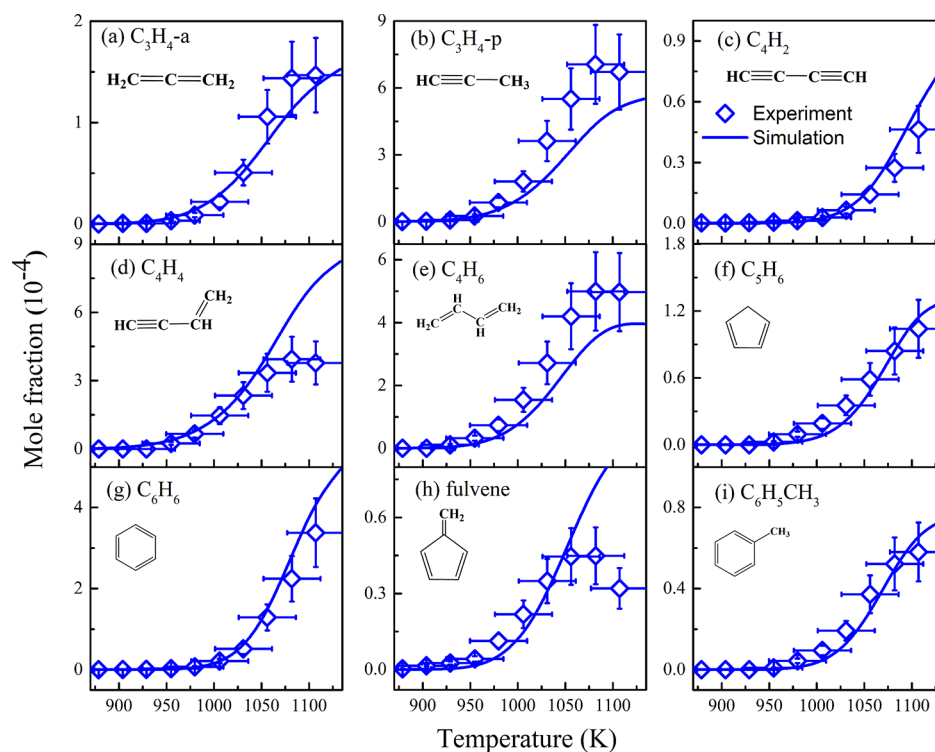 Mole fraction (10⁻⁴)
(a) C₃H₄-a
H₂C=C=CH₂
2
1
0
(b) C₃H₄-p
HC≡C-CH₃
9
6
3
0
(c) C₄H₂
HC≡C-C≡CH
Experiment
Simulation
0.9
0.6
0.3
0.0
(d) C₄H₄
CH₂
HC≡C-CH
9
6
3
0
(e) C₄H₆
H
H₂C
CH₂
C
H
6
4
2
0
(f) C₅H₆
1.8
1.2
0.6
0.0
(g) C₆H₆
4
2
0
900 950 1000 1050 1100
(h) fulvene
CH₂
0.6
0.3
0.0
900 950 1000 1050 1100
(i) C₆H₅CH₃
CH₃
0.8
0.4
0.0
900 950 1000 1050 1100
Temperature (K)